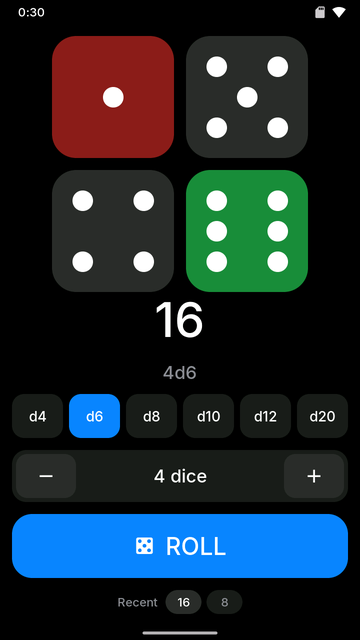 0:30
16
4d6
d4 d6 d8 d10 d12 d20
− 4 dice +
ROLL
Recent 16 8